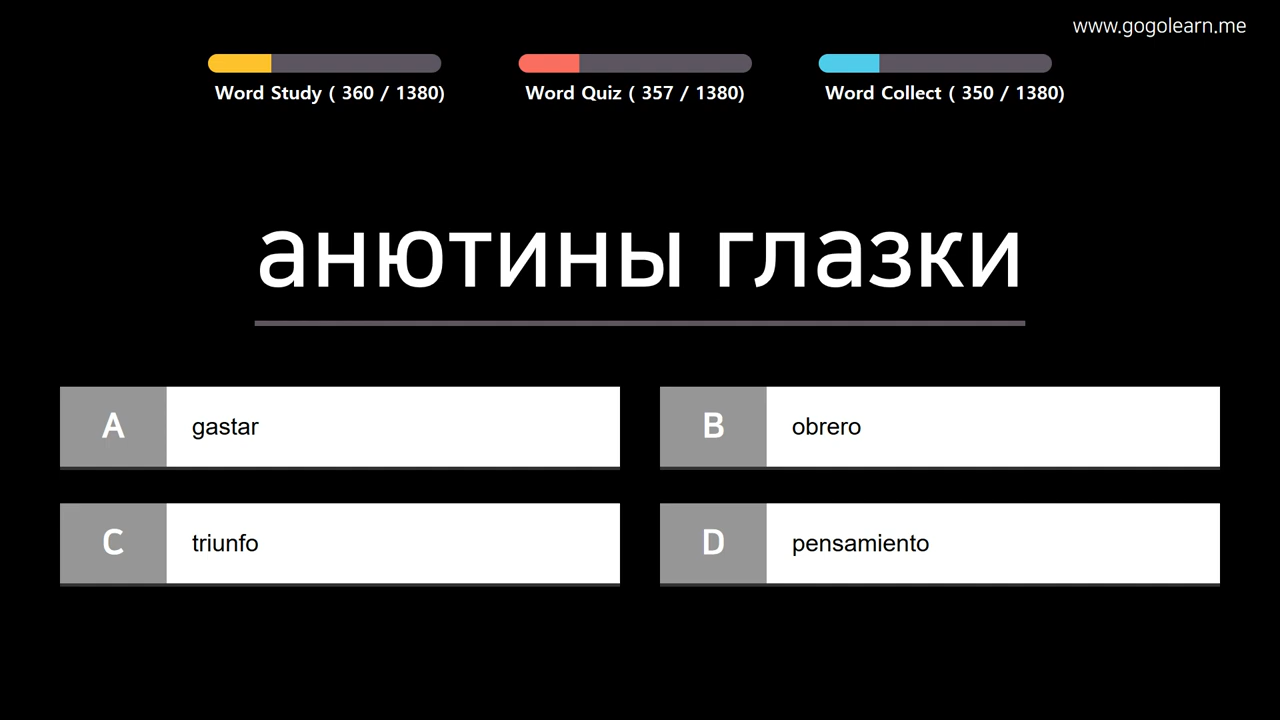 www.gogolearn.me
Word Study ( 360 / 1380)
Word Quiz ( 357 / 1380)
Word Collect ( 350 / 1380)
анютины глазки
A gastar
B obrero
C triunfo
D pensamiento